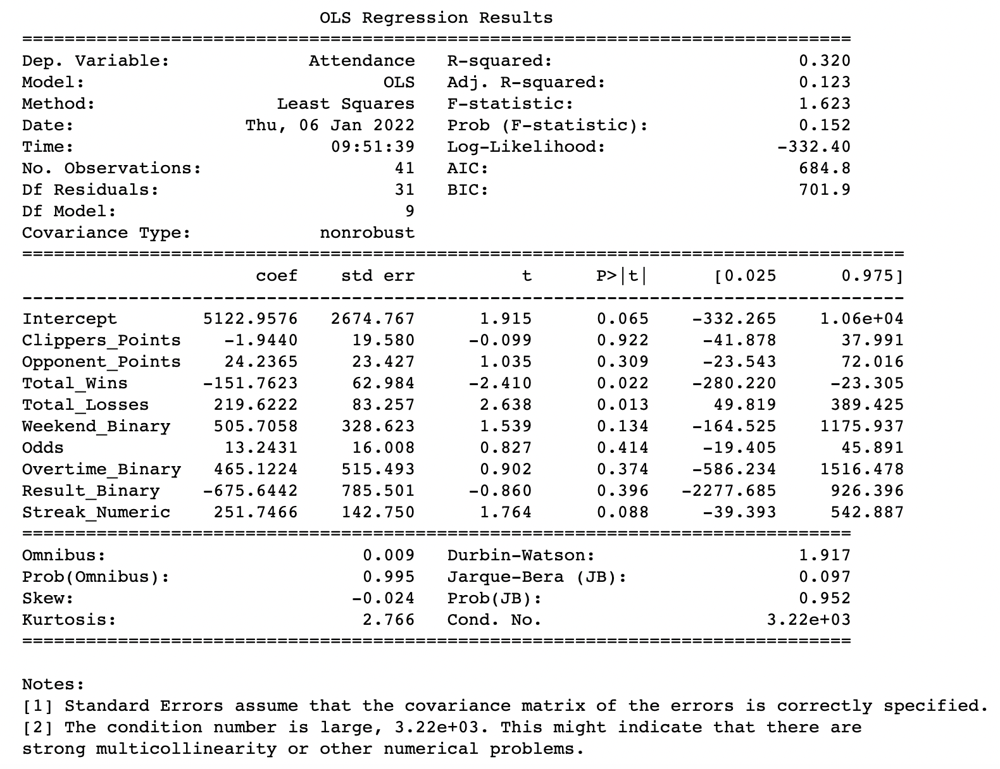 OLS Regression Results
==============================================================================
Dep. Variable:             Attendance   R-squared:                       0.320
Model:                            OLS   Adj. R-squared:                  0.123
Method:                 Least Squares   F-statistic:                     1.623
Date:                Thu, 06 Jan 2022   Prob (F-statistic):              0.152
Time:                        09:51:39   Log-Likelihood:                -332.40
No. Observations:                  41   AIC:                             684.8
Df Residuals:                      31   BIC:                             701.9
Df Model:                           9
Covariance Type:            nonrobust
===================================================================================
                      coef    std err          t      P>|t|      [0.025      0.975]
-----------------------------------------------------------------------------------
Intercept        5122.9576   2674.767      1.915      0.065    -332.265    1.06e+04
Clippers_Points    -1.9440     19.580     -0.099      0.922     -41.878      37.991
Opponent_Points    24.2365     23.427      1.035      0.309     -23.543      72.016
Total_Wins       -151.7623     62.984     -2.410      0.022    -280.220     -23.305
Total_Losses      219.6222     83.257      2.638      0.013      49.819     389.425
Weekend_Binary    505.7058    328.623      1.539      0.134    -164.525    1175.937
Odds               13.2431     16.008      0.827      0.414     -19.405      45.891
Overtime_Binary   465.1224    515.493      0.902      0.374    -586.234    1516.478
Result_Binary    -675.6442    785.501     -0.860      0.396   -2277.685     926.396
Streak_Numeric    251.7466    142.750      1.764      0.088     -39.393     542.887
==============================================================================
Omnibus:                        0.009   Durbin-Watson:                   1.917
Prob(Omnibus):                  0.995   Jarque-Bera (JB):                0.097
Skew:                          -0.024   Prob(JB):                        0.952
Kurtosis:                       2.766   Cond. No.                     3.22e+03
==============================================================================
Notes:
[1] Standard Errors assume that the covariance matrix of the errors is correctly specified.
[2] The condition number is large, 3.22e+03. This might indicate that there are
strong multicollinearity or other numerical problems.